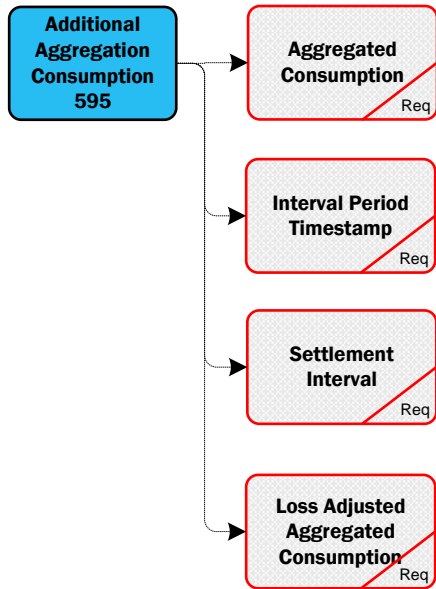 Additional
Aggregation
Consumption
595
Aggregated
Consumption
Req
Interval Period
Timestamp
Req
Settlement
Interval
Req
Loss Adjusted
Aggregated
Consumption
Req